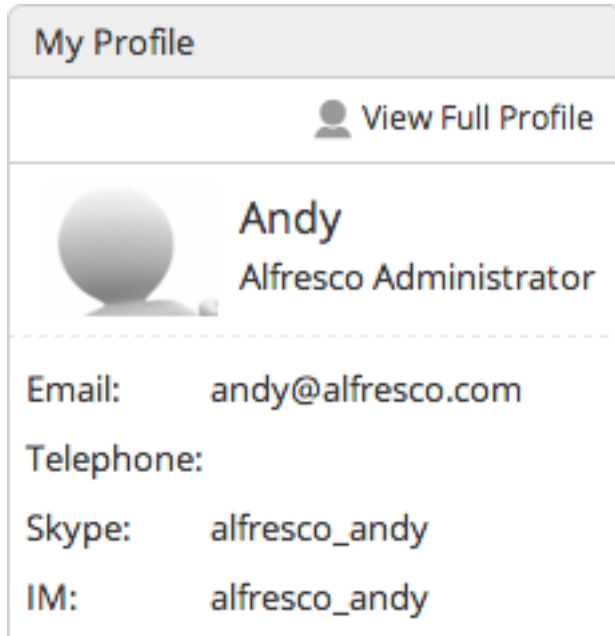 My Profile
View Full Profile
Andy
Alfresco Administrator
Email: andy@alfresco.com
Telephone:
Skype: alfresco_andy
IM: alfresco_andy